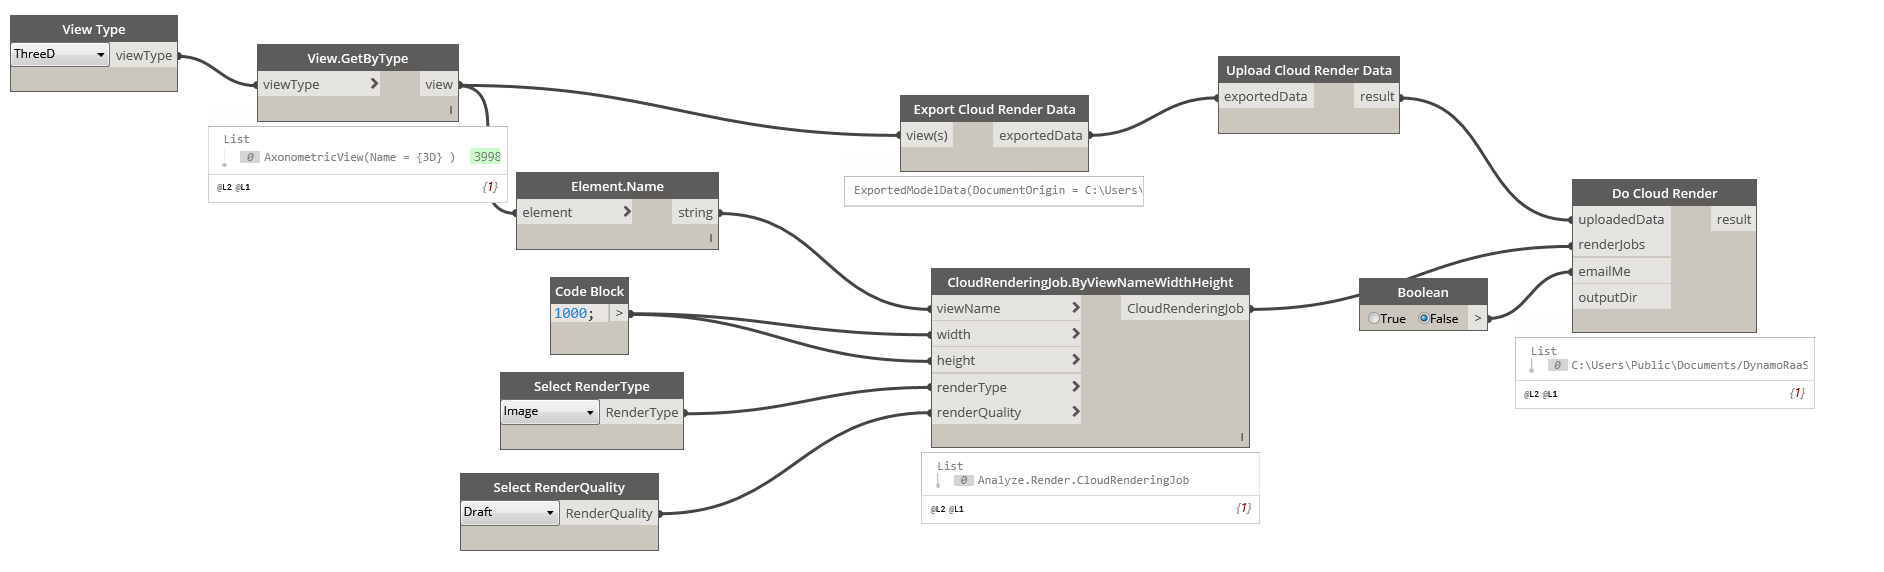 View Type
ThreeD viewType
View.GetByType
viewType > view
l
List
0 AxonometricView(Name = {3D} ) 3998
@L2 @L1 {1}
Element.Name
element > string
l
Code Block
1000; >
Select RenderType
Image RenderType
Select RenderQuality
Draft RenderQuality
Export Cloud Render Data
view(s) exportedData
ExportedModelData(DocumentOrigin = C:\Users\
CloudRenderingJob.ByViewNameWidthHeight
viewName > CloudRenderingJob
width >
height >
renderType >
renderQuality >
l
List
0 Analyze.Render.CloudRenderingJob
@L2 @L1 {1}
Upload Cloud Render Data
exportedData result
Boolean
True False >
Do Cloud Render
uploadedData result
renderJobs
emailMe
outputDir
List
0 C:\Users\Public\Documents/DynamoRaaS
@L2 @L1 {1}